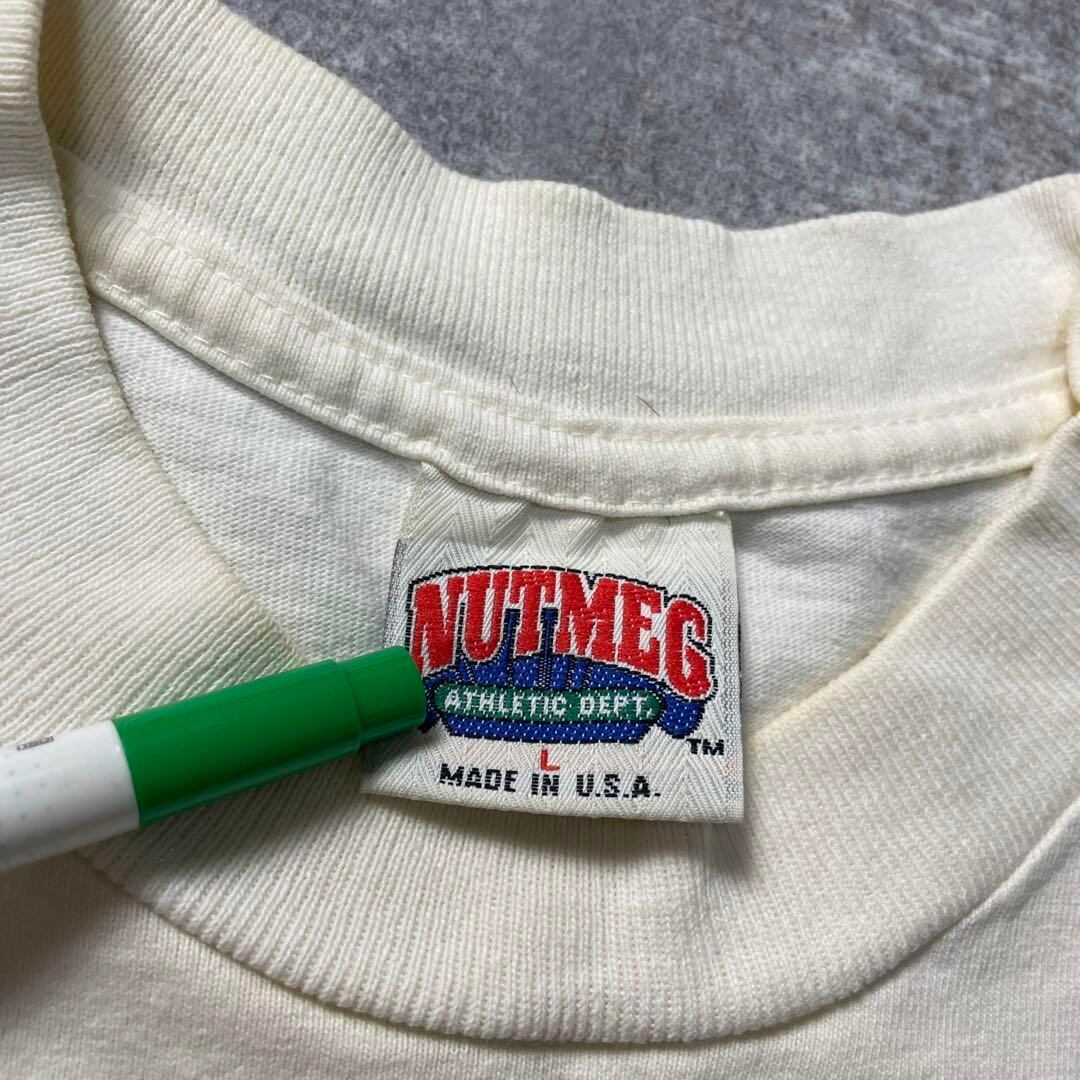 NUTMEG
ATHLETIC DEPT.
TM
L
MADE IN U.S.A.